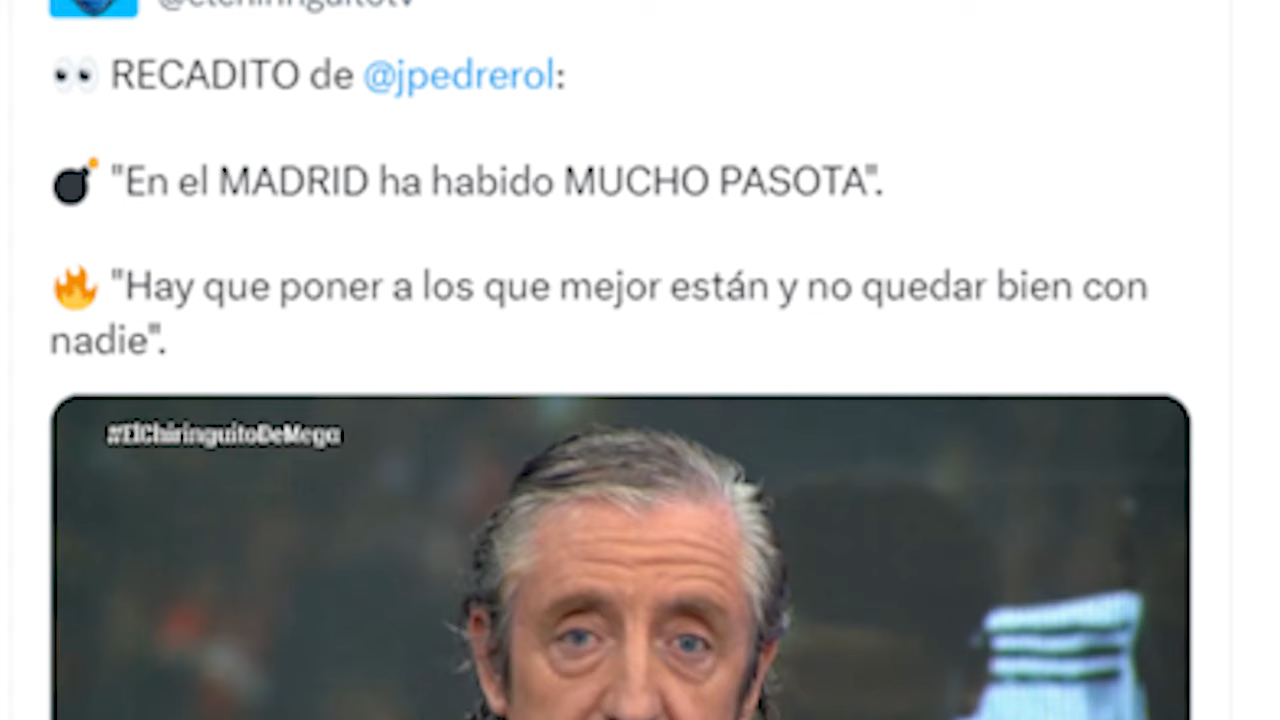 @elchiringuitotv
👀 RECADITO de @jpedrerol:
💣 "En el MADRID ha habido MUCHO PASOTA".
🔥 "Hay que poner a los que mejor están y no quedar bien con
nadie".
#ElChiringuitoDeMega